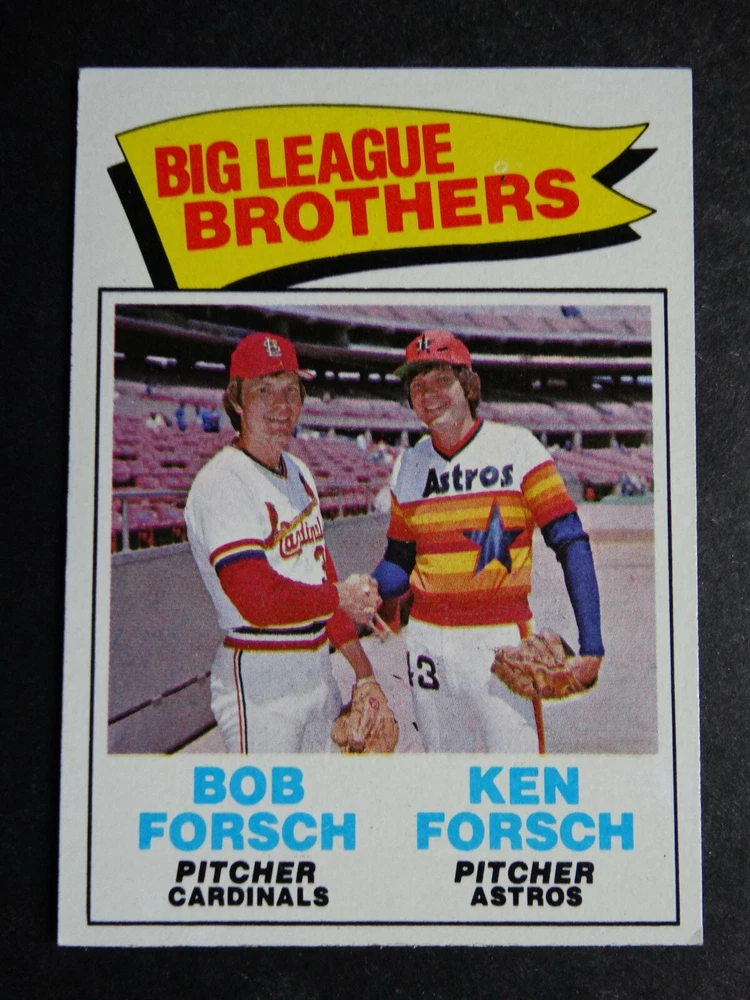 BIG LEAGUE
BROTHERS
Cardinals
Astros
43
BOB FORSCH
PITCHER
CARDINALS
KEN FORSCH
PITCHER
ASTROS